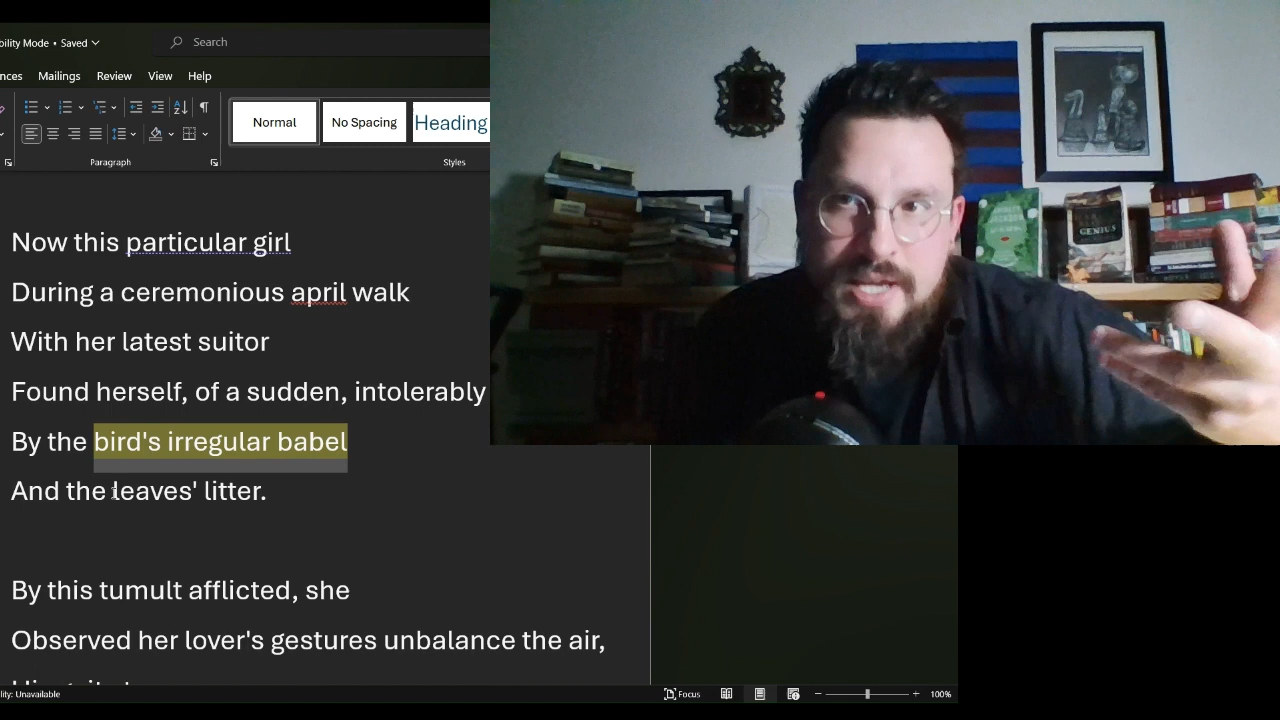 bility Mode • Saved
Search
nces Mailings Review View Help
Normal No Spacing Heading
Paragraph Styles
GENIUS
Now this particular girl
During a ceremonious april walk
With her latest suitor
Found herself, of a sudden, intolerably
By the bird's irregular babel
And the leaves' litter.
By this tumult afflicted, she
Observed her lover's gestures unbalance the air,
lity: Unavailable
Focus
100%